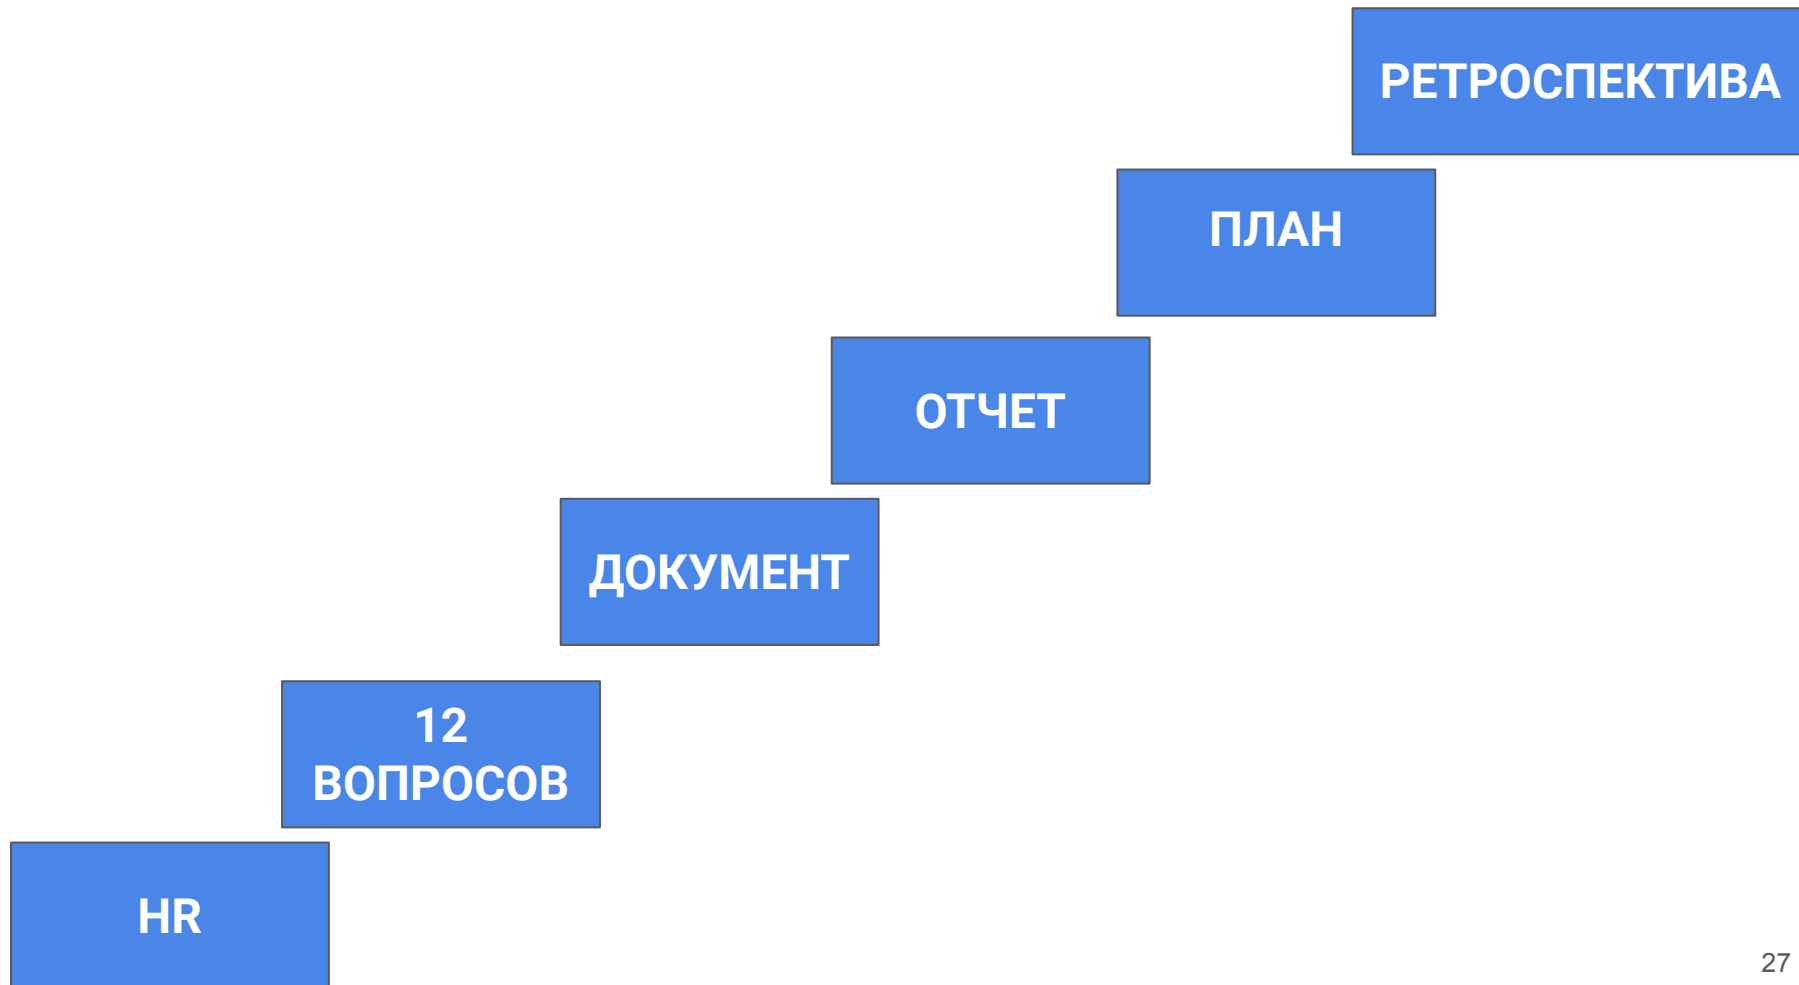 РЕТРОСПЕКТИВА
ПЛАН
ОТЧЕТ
ДОКУМЕНТ
12
ВОПРОСОВ
HR
27